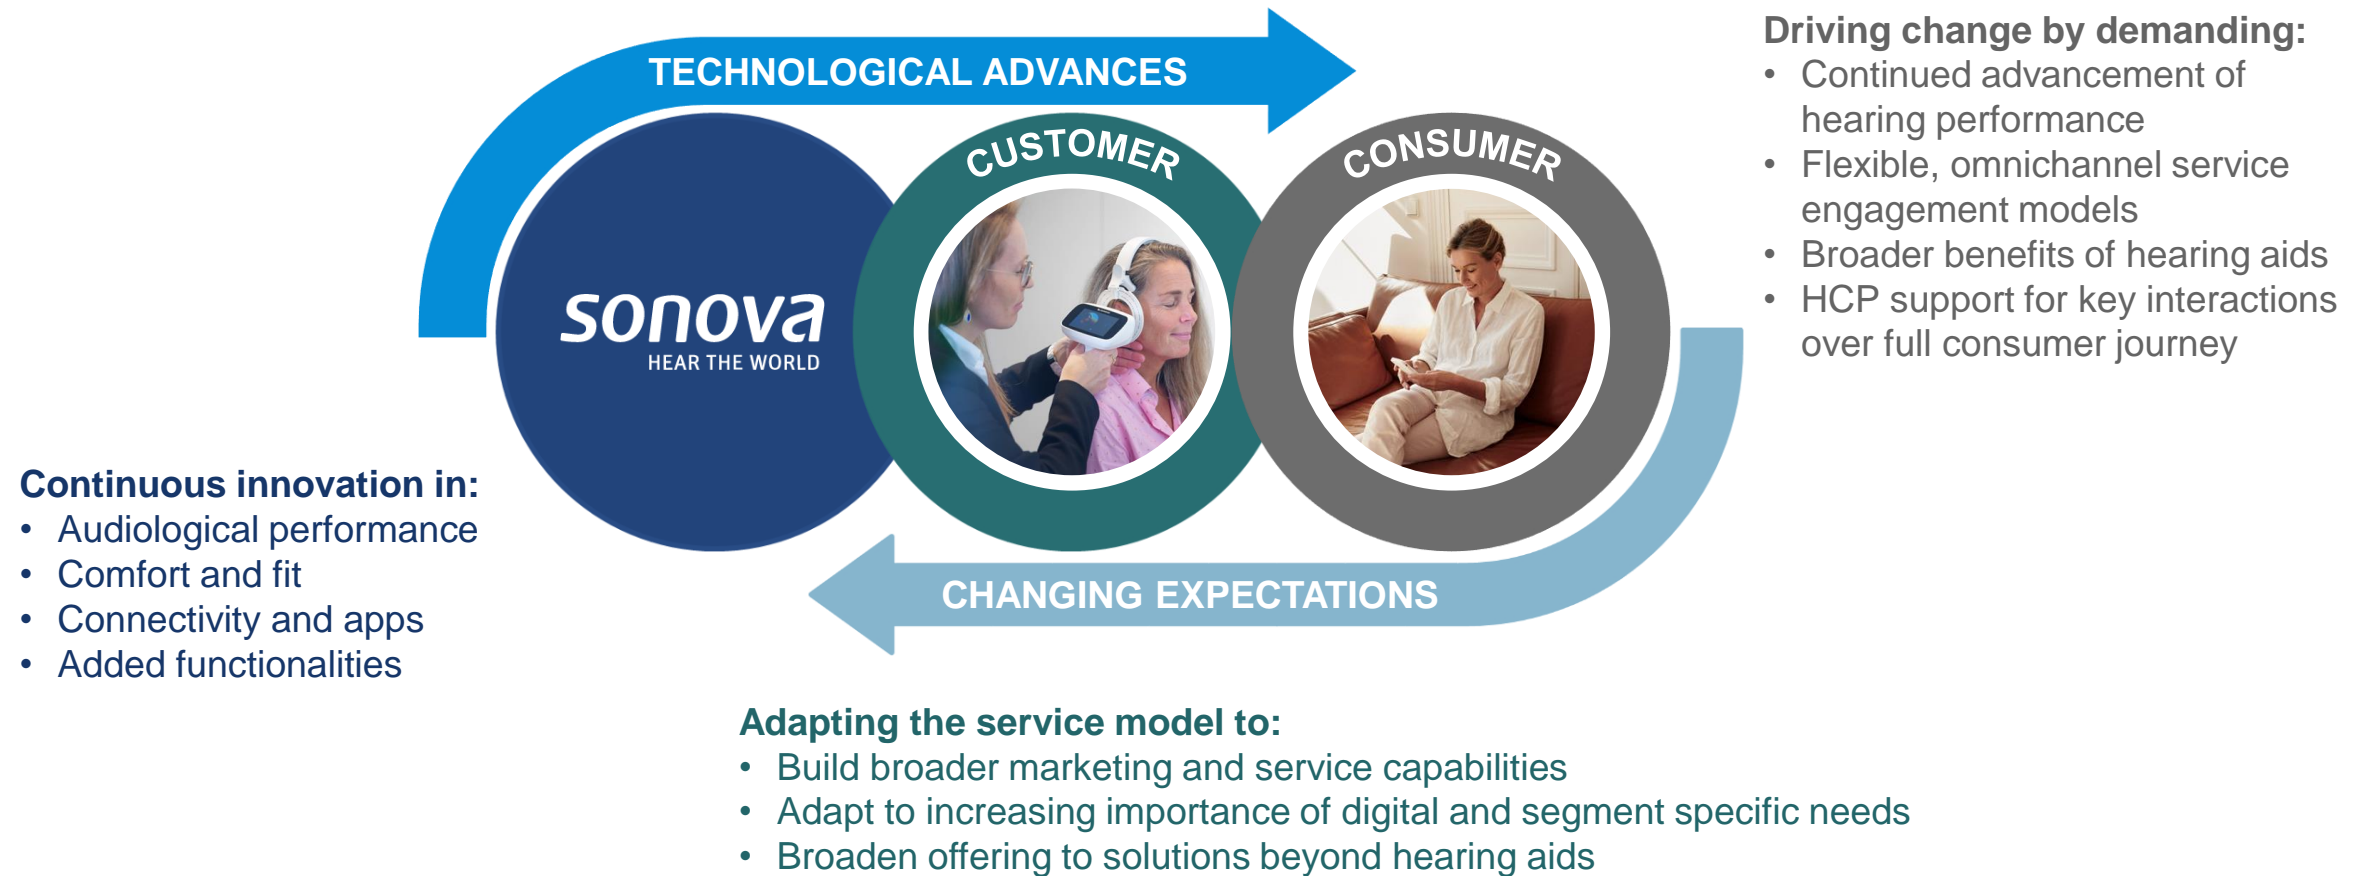 TECHNOLOGICAL ADVANCES
CUSTOMER
CONSUMER
sonova
HEAR THE WORLD
CHANGING EXPECTATIONS
Driving change by demanding:
• Continued advancement of
hearing performance
• Flexible, omnichannel service
engagement models
• Broader benefits of hearing aids
• HCP support for key interactions
over full consumer journey
Continuous innovation in:
• Audiological performance
• Comfort and fit
• Connectivity and apps
• Added functionalities
Adapting the service model to:
• Build broader marketing and service capabilities
• Adapt to increasing importance of digital and segment specific needs
• Broaden offering to solutions beyond hearing aids